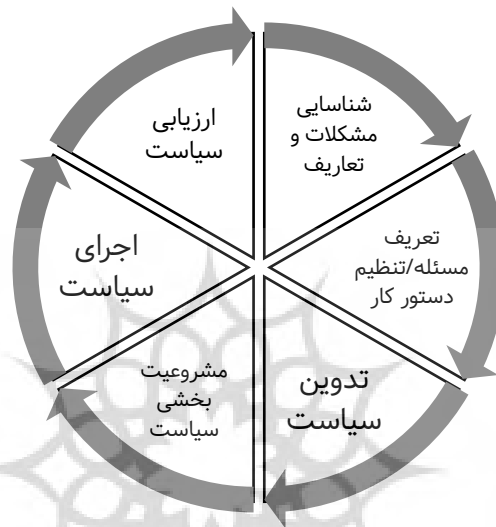 شناسایی
مشکلات و
تعاریف
تعریف
مسئله/تنظیم
دستور کار
تدوین
سیاست
مشروعیت
بخشی
سیاست
اجرای
سیاست
ارزیابی
سیاست